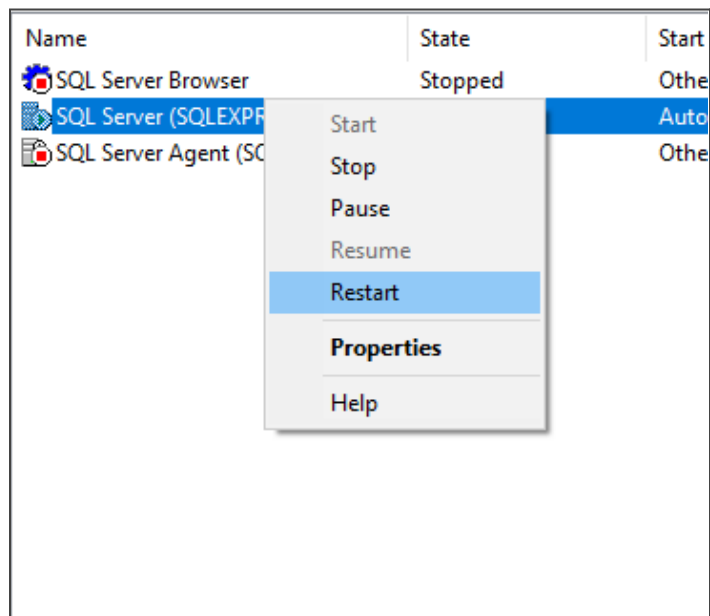 Name State Start
SQL Server Browser Stopped Othe
SQL Server (SQLEXPR Auto
SQL Server Agent (SQ Othe
Start
Stop
Pause
Resume
Restart
Properties
Help